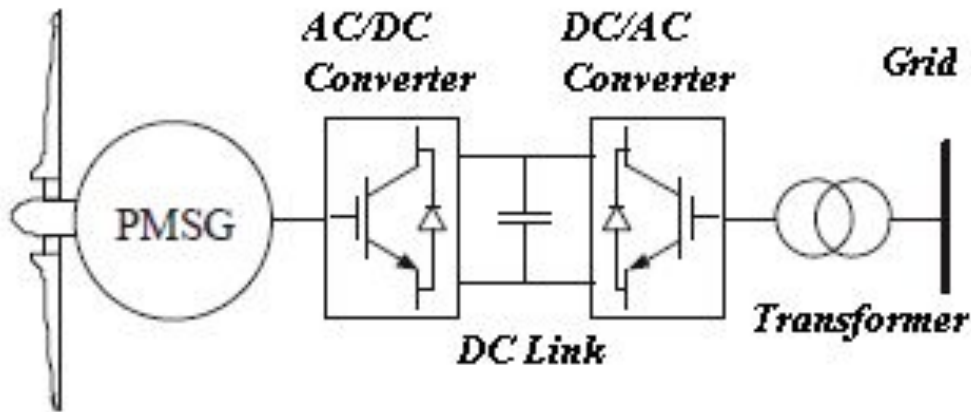 AC/DC
Converter
DC/AC
Converter
Grid
PMSG
Transformer
DC Link